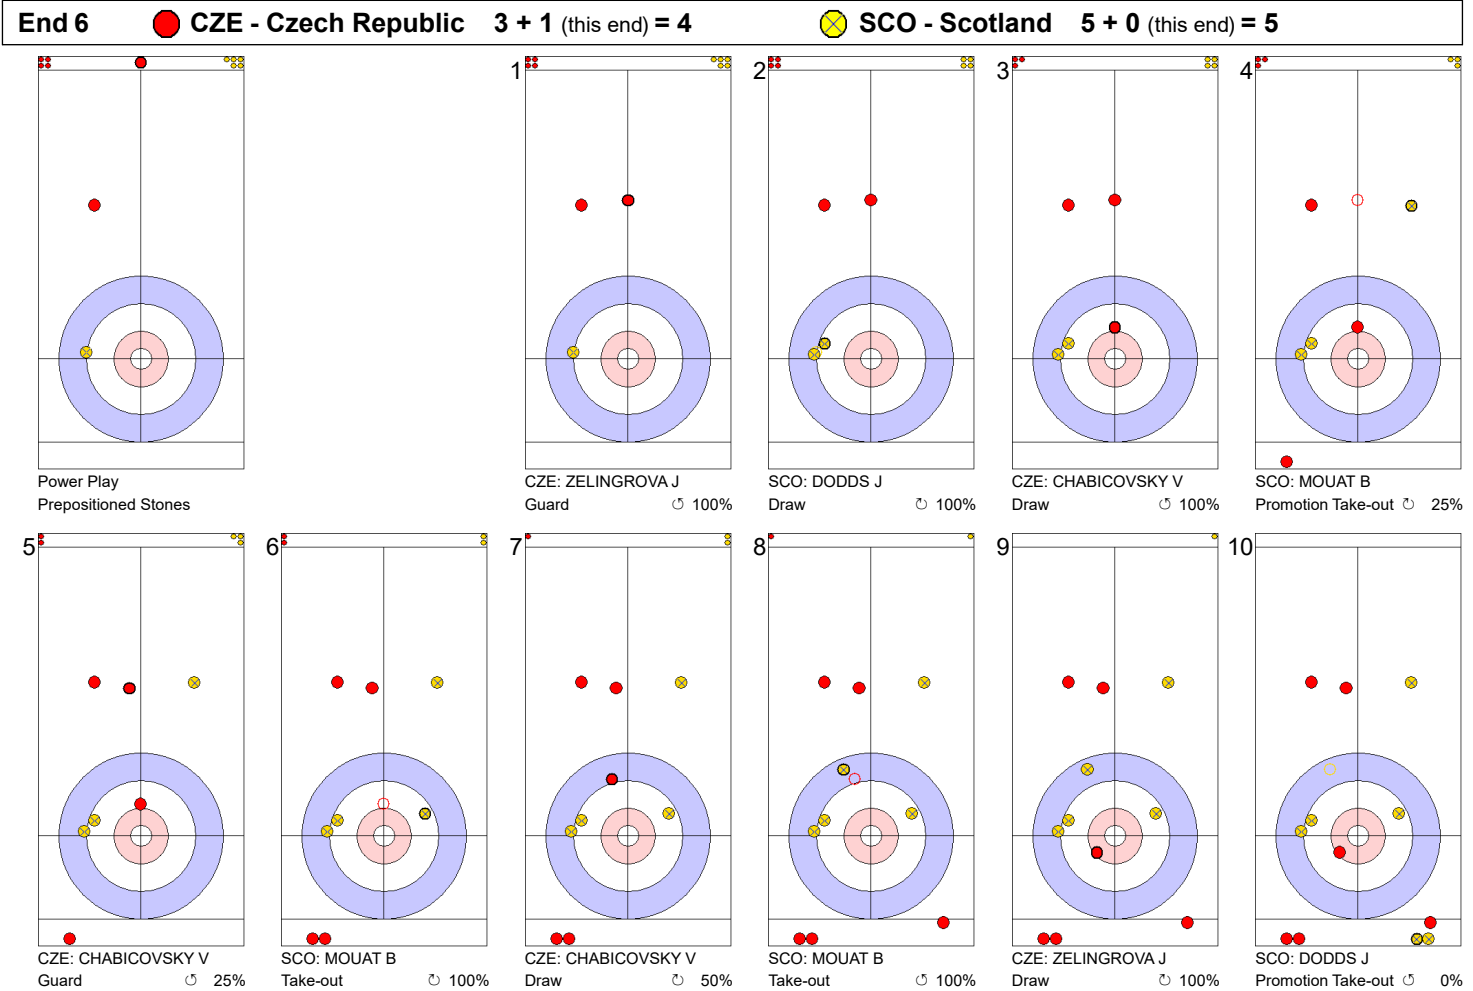 End 6 CZE - Czech Republic 3 + 1 (this end) = 4 SCO - Scotland 5 + 0 (this end) = 5
1 2 3 4
Power Play
Prepositioned Stones
CZE: ZELINGROVA J
Guard ↺ 100%
SCO: DODDS J
Draw ↻ 100%
CZE: CHABICOVSKY V
Draw ↺ 100%
SCO: MOUAT B
Promotion Take-out ↻ 25%
5 6 7 8 9 10
CZE: CHABICOVSKY V
Guard ↺ 25%
SCO: MOUAT B
Take-out ↻ 100%
CZE: CHABICOVSKY V
Draw ↺ 50%
SCO: MOUAT B
Take-out ↻ 100%
CZE: ZELINGROVA J
Draw ↻ 100%
SCO: DODDS J
Promotion Take-out ↺ 0%